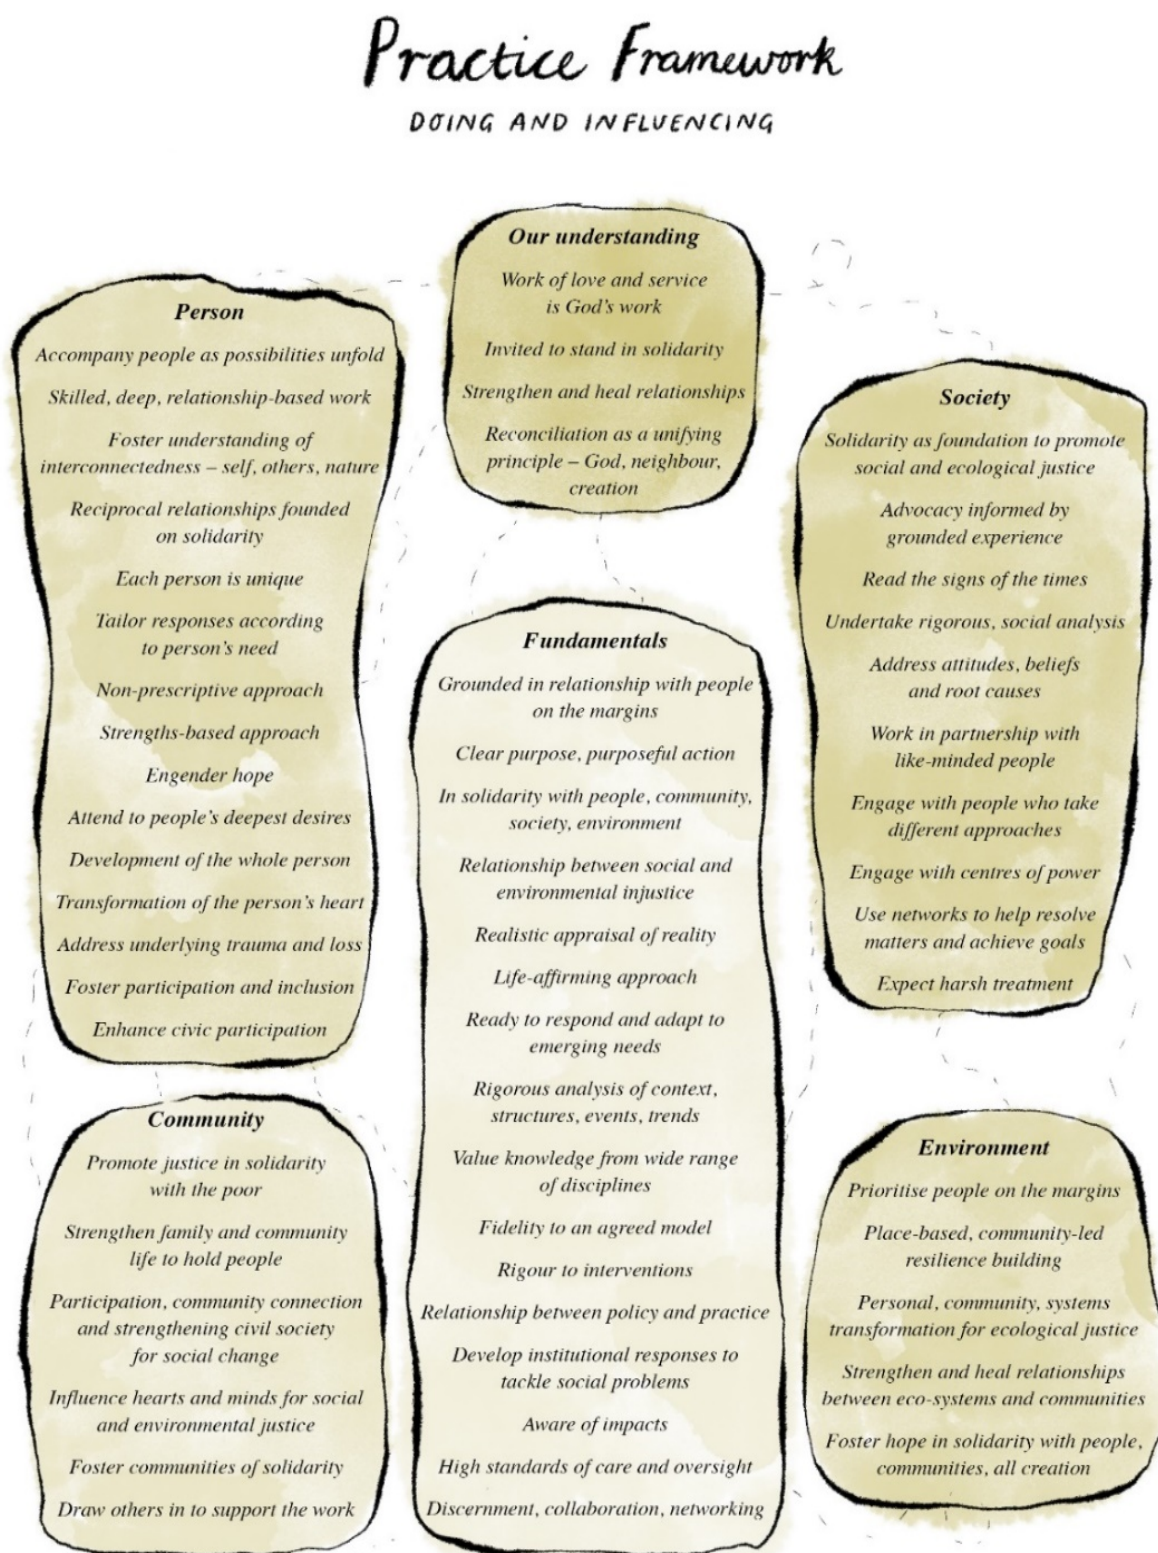 Practice Framework
DOING AND INFLUENCING
Our understanding
Work of love and service
is God's work
Invited to stand in solidarity
Strengthen and heal relationships
Reconciliation as a unifying
principle – God, neighbour,
creation
Person
Accompany people as possibilities unfold
Skilled, deep, relationship-based work
Foster understanding of
interconnectedness – self, others, nature
Reciprocal relationships founded
on solidarity
Each person is unique
Tailor responses according
to person's need
Non-prescriptive approach
Strengths-based approach
Engender hope
Attend to people's deepest desires
Development of the whole person
Transformation of the person's heart
Address underlying trauma and loss
Foster participation and inclusion
Enhance civic participation
Society
Solidarity as foundation to promote
social and ecological justice
Advocacy informed by
grounded experience
Read the signs of the times
Undertake rigorous, social analysis
Address attitudes, beliefs
and root causes
Work in partnership with
like-minded people
Engage with people who take
different approaches
Engage with centres of power
Use networks to help resolve
matters and achieve goals
Expect harsh treatment
Fundamentals
Grounded in relationship with people
on the margins
Clear purpose, purposeful action
In solidarity with people, community,
society, environment
Relationship between social and
environmental injustice
Realistic appraisal of reality
Life-affirming approach
Ready to respond and adapt to
emerging needs
Rigorous analysis of context,
structures, events, trends
Value knowledge from wide range
of disciplines
Fidelity to an agreed model
Rigour to interventions
Relationship between policy and practice
Develop institutional responses to
tackle social problems
Aware of impacts
High standards of care and oversight
Discernment, collaboration, networking
Community
Promote justice in solidarity
with the poor
Strengthen family and community
life to hold people
Participation, community connection
and strengthening civil society
for social change
Influence hearts and minds for social
and environmental justice
Foster communities of solidarity
Draw others in to support the work
Environment
Prioritise people on the margins
Place-based, community-led
resilience building
Personal, community, systems
transformation for ecological justice
Strengthen and heal relationships
between eco-systems and communities
Foster hope in solidarity with people,
communities, all creation